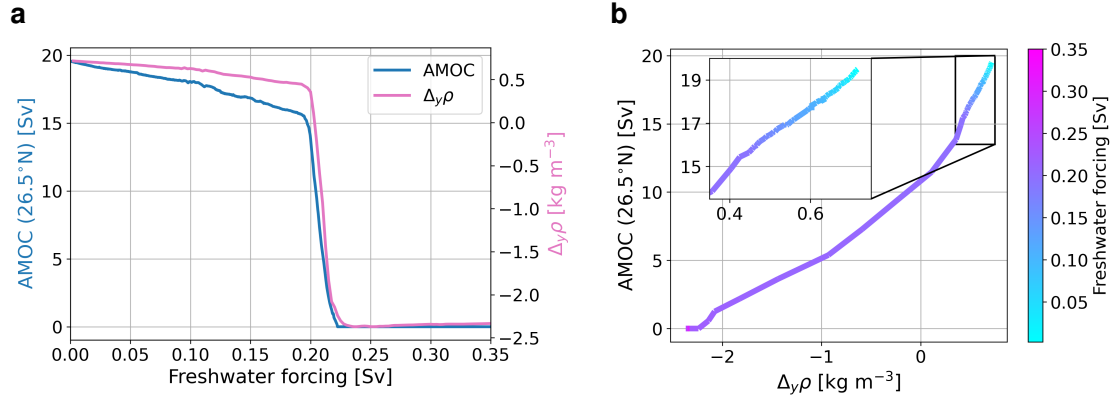 a
AMOC (26.5°N) [Sv]
20
15
10
5
0
0.00 0.05 0.10 0.15 0.20 0.25 0.30 0.35
Freshwater forcing [Sv]
AMOC
Δyρ
0.5
0.0
−0.5
−1.0
−1.5
−2.0
−2.5
Δyρ [kg m⁻³]
b
AMOC (26.5°N) [Sv]
20
15
10
5
0
−2 −1 0
Δyρ [kg m⁻³]
19
17
15
0.4 0.6
0.35
0.30
0.25
0.20
0.15
0.10
0.05
Freshwater forcing [Sv]